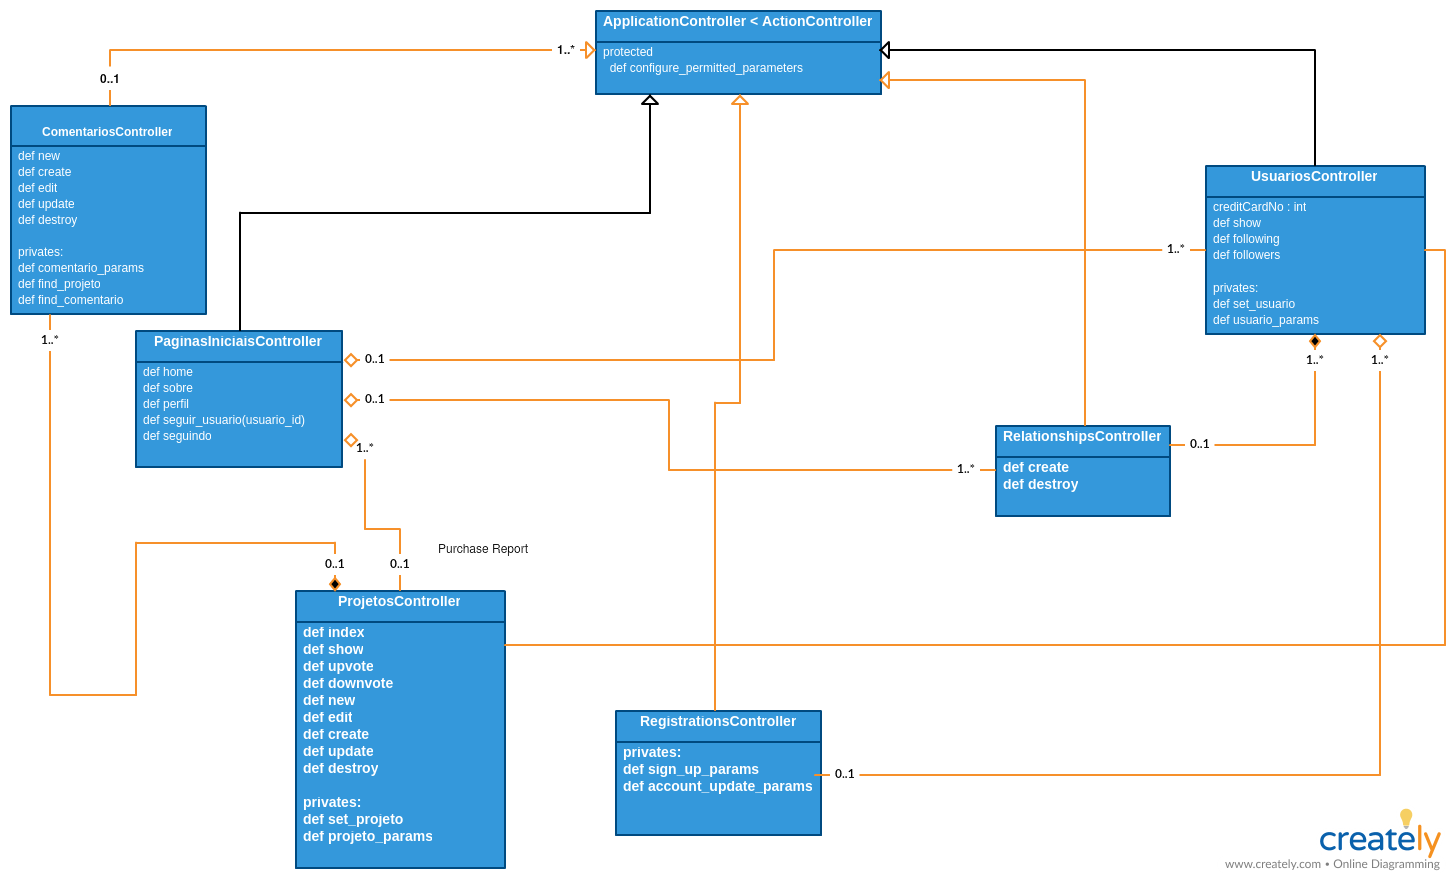 ApplicationController < ActionController
protected
def configure_permitted_parameters
1..*
0..1
ComentariosController
def new
def create
def edit
def update
def destroy
privates:
def comentario_params
def find_projeto
def find_comentario
1..*
UsuariosController
creditCardNo : int
def show
def following
def followers
privates:
def set_usuario
def usuario_params
1..*
1..*
1..*
PaginasIniciaisController
def home
def sobre
def perfil
def seguir_usuario(usuario_id)
def seguindo
0..1
0..1
1..*
RelationshipsController
def create
def destroy
0..1
1..*
Purchase Report
0..1
0..1
ProjetosController
def index
def show
def upvote
def downvote
def new
def edit
def create
def update
def destroy
privates:
def set_projeto
def projeto_params
RegistrationsController
privates:
def sign_up_params
def account_update_params
0..1
creately
www.creately.com • Online Diagramming